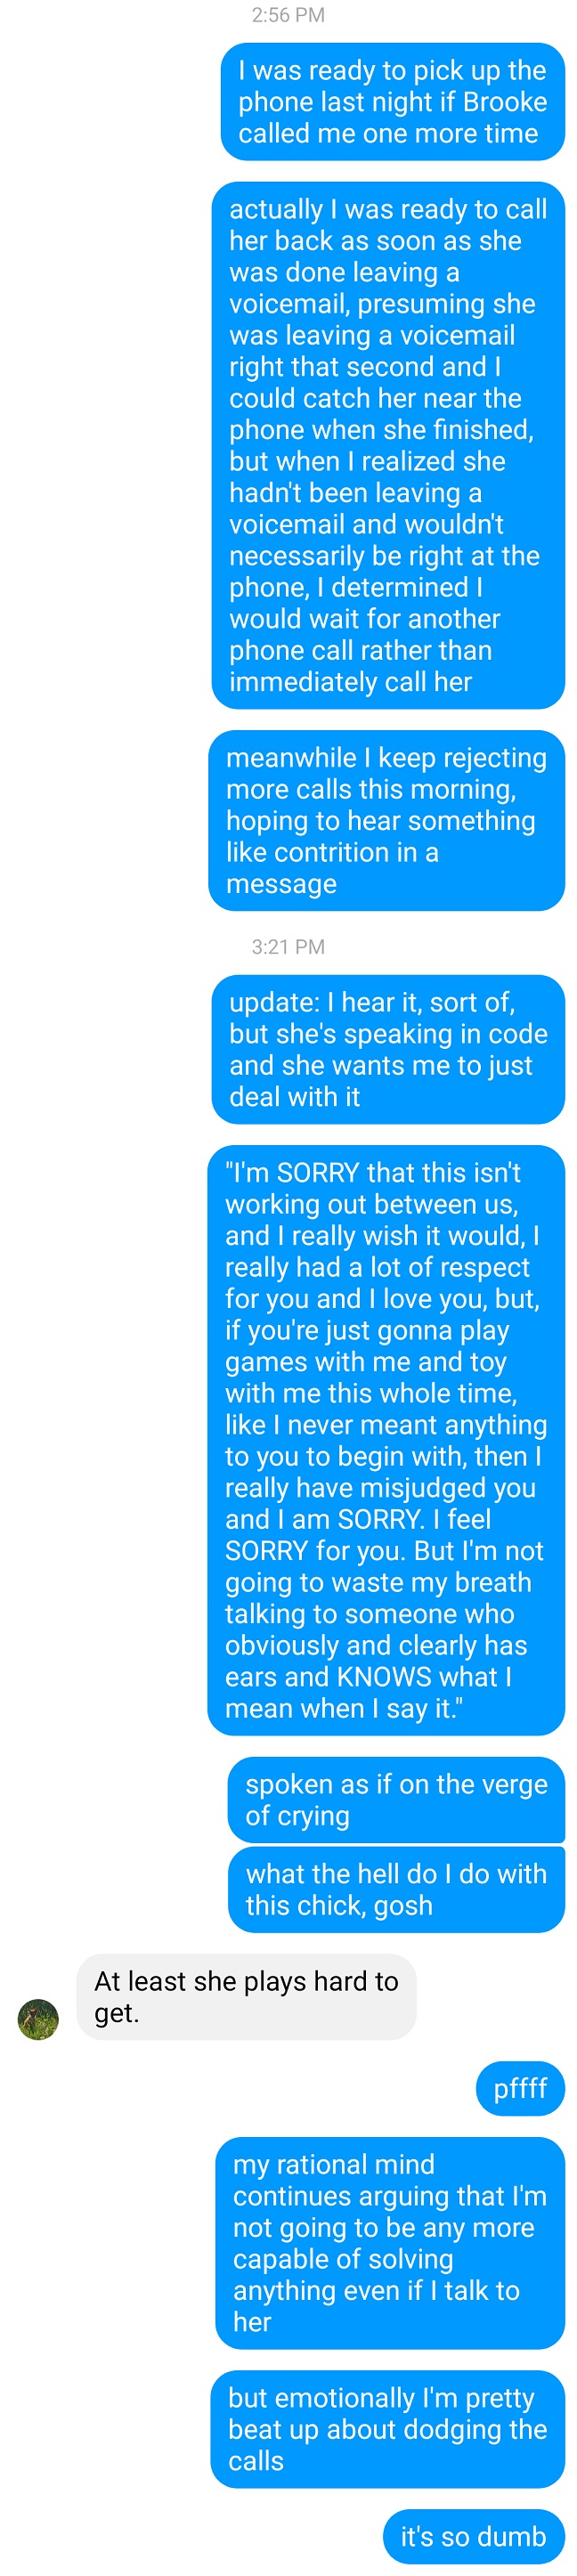 2:56 PM
I was ready to pick up the
phone last night if Brooke
called me one more time
actually I was ready to call
her back as soon as she
was done leaving a
voicemail, presuming she
was leaving a voicemail
right that second and I
could catch her near the
phone when she finished,
but when I realized she
hadn't been leaving a
voicemail and wouldn't
necessarily be right at the
phone, I determined I
would wait for another
phone call rather than
immediately call her
meanwhile I keep rejecting
more calls this morning,
hoping to hear something
like contrition in a
message
3:21 PM
update: I hear it, sort of,
but she's speaking in code
and she wants me to just
deal with it
"I'm SORRY that this isn't
working out between us,
and I really wish it would, I
really had a lot of respect
for you and I love you, but,
if you're just gonna play
games with me and toy
with me this whole time,
like I never meant anything
to you to begin with, then I
really have misjudged you
and I am SORRY. I feel
SORRY for you. But I'm not
going to waste my breath
talking to someone who
obviously and clearly has
ears and KNOWS what I
mean when I say it."
spoken as if on the verge
of crying
what the hell do I do with
this chick, gosh
At least she plays hard to
get.
pffff
my rational mind
continues arguing that I'm
not going to be any more
capable of solving
anything even if I talk to
her
but emotionally I'm pretty
beat up about dodging the
calls
it's so dumb